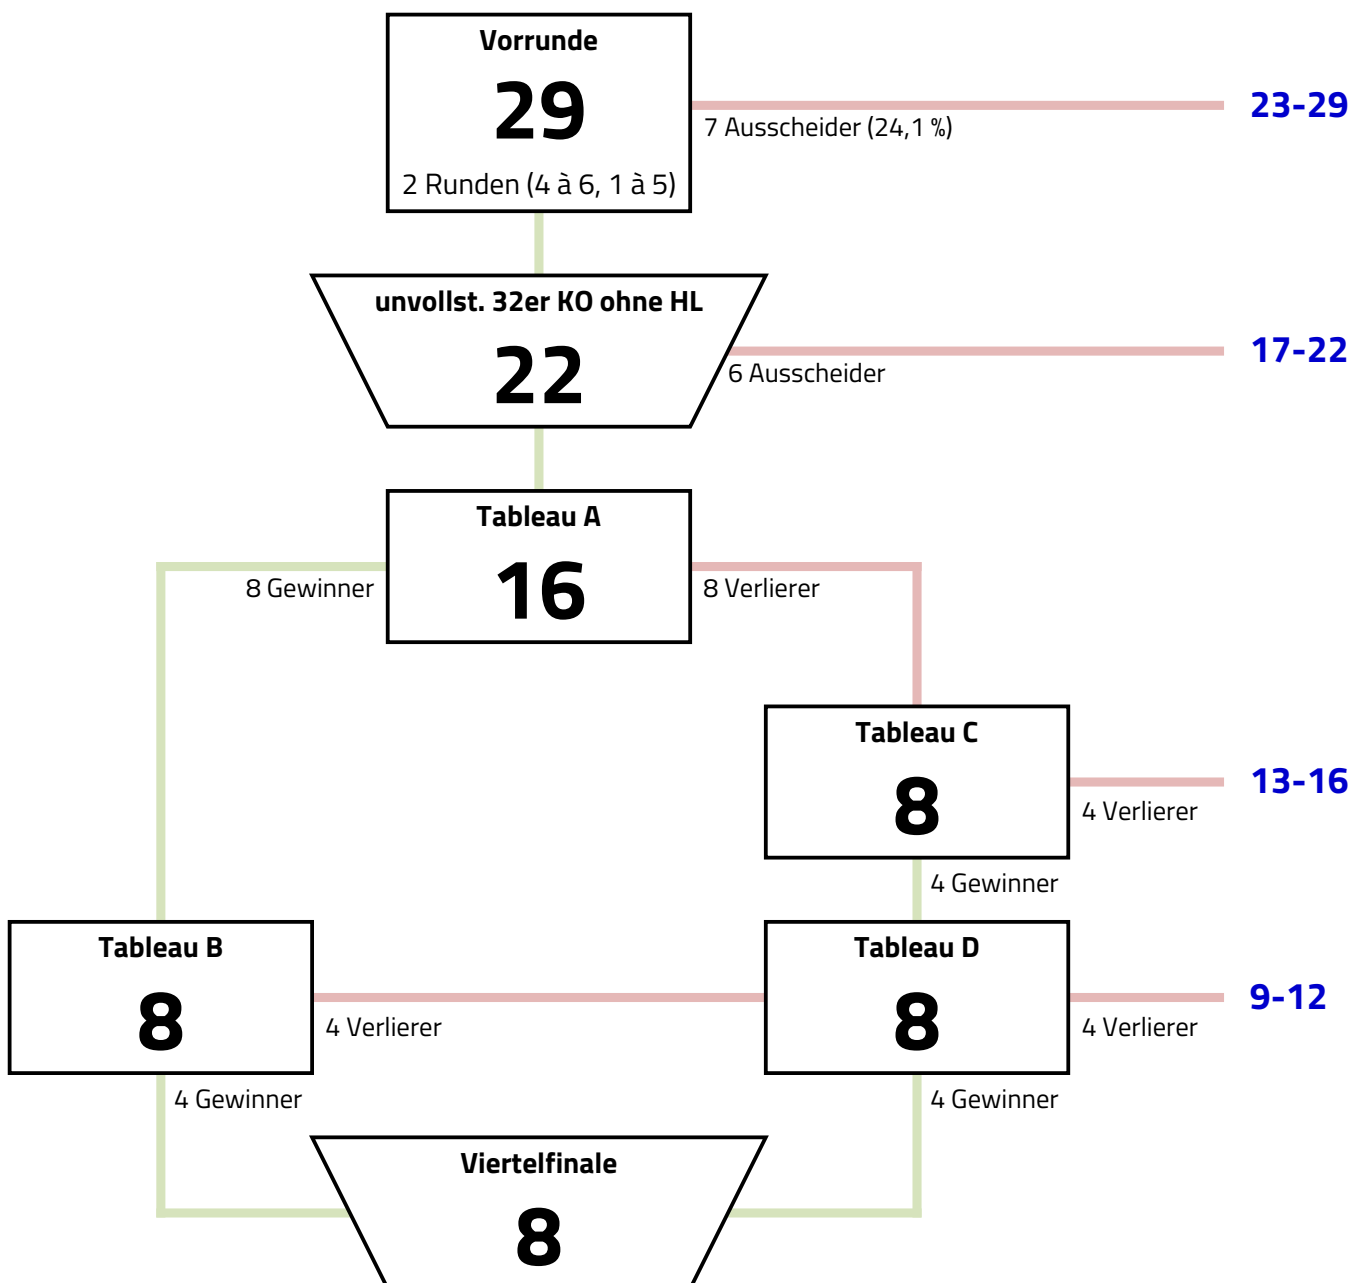 Vorrunde
29
2 Runden (4 à 6, 1 à 5)
7 Ausscheider (24,1 %)
23-29
unvollst. 32er KO ohne HL
22
6 Ausscheider
17-22
Tableau A
16
8 Gewinner
8 Verlierer
Tableau C
8
4 Verlierer
13-16
4 Gewinner
Tableau B
8
4 Verlierer
4 Gewinner
Tableau D
8
4 Verlierer
9-12
4 Gewinner
Viertelfinale
8